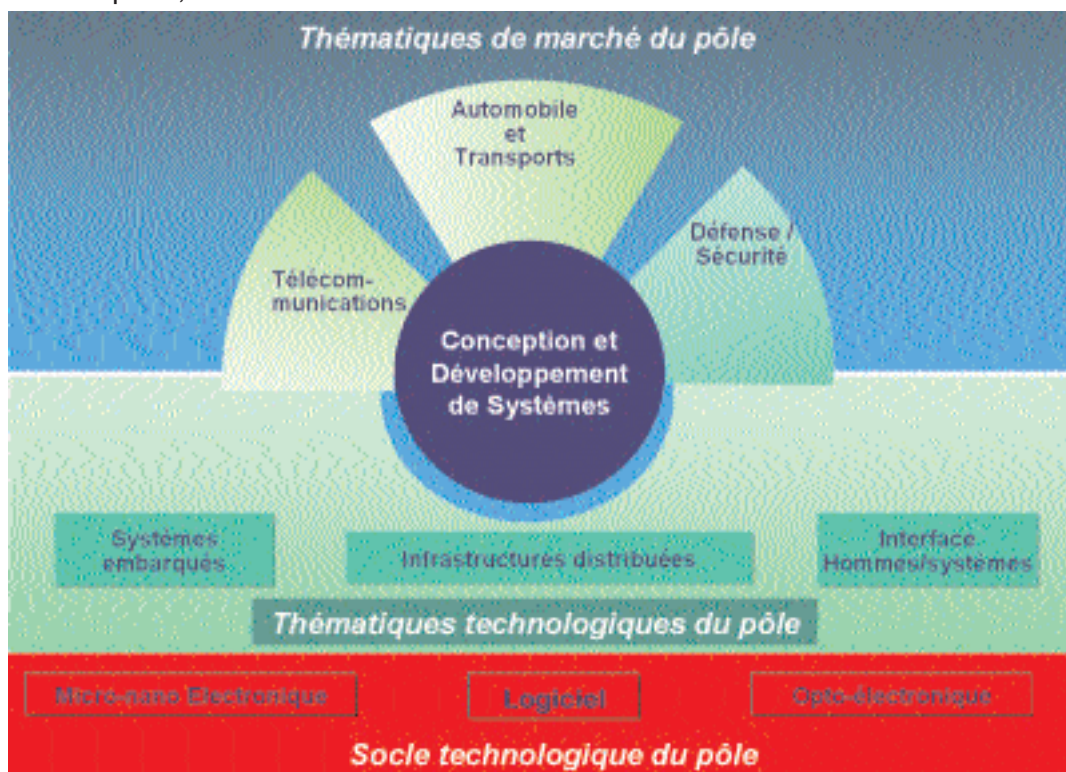 Thématiques de marché du pôle
Automobile
et
Transports
Télécom-
munications
Défense /
Sécurité
Conception et
Développement
de Systèmes
Systèmes
embarqués
Infrastructures distribuées
Interface
Hommes/systèmes
Thématiques technologiques du pôle
Micro-nano Electronique
Logiciel
Opto-électronique
Socle technologique du pôle